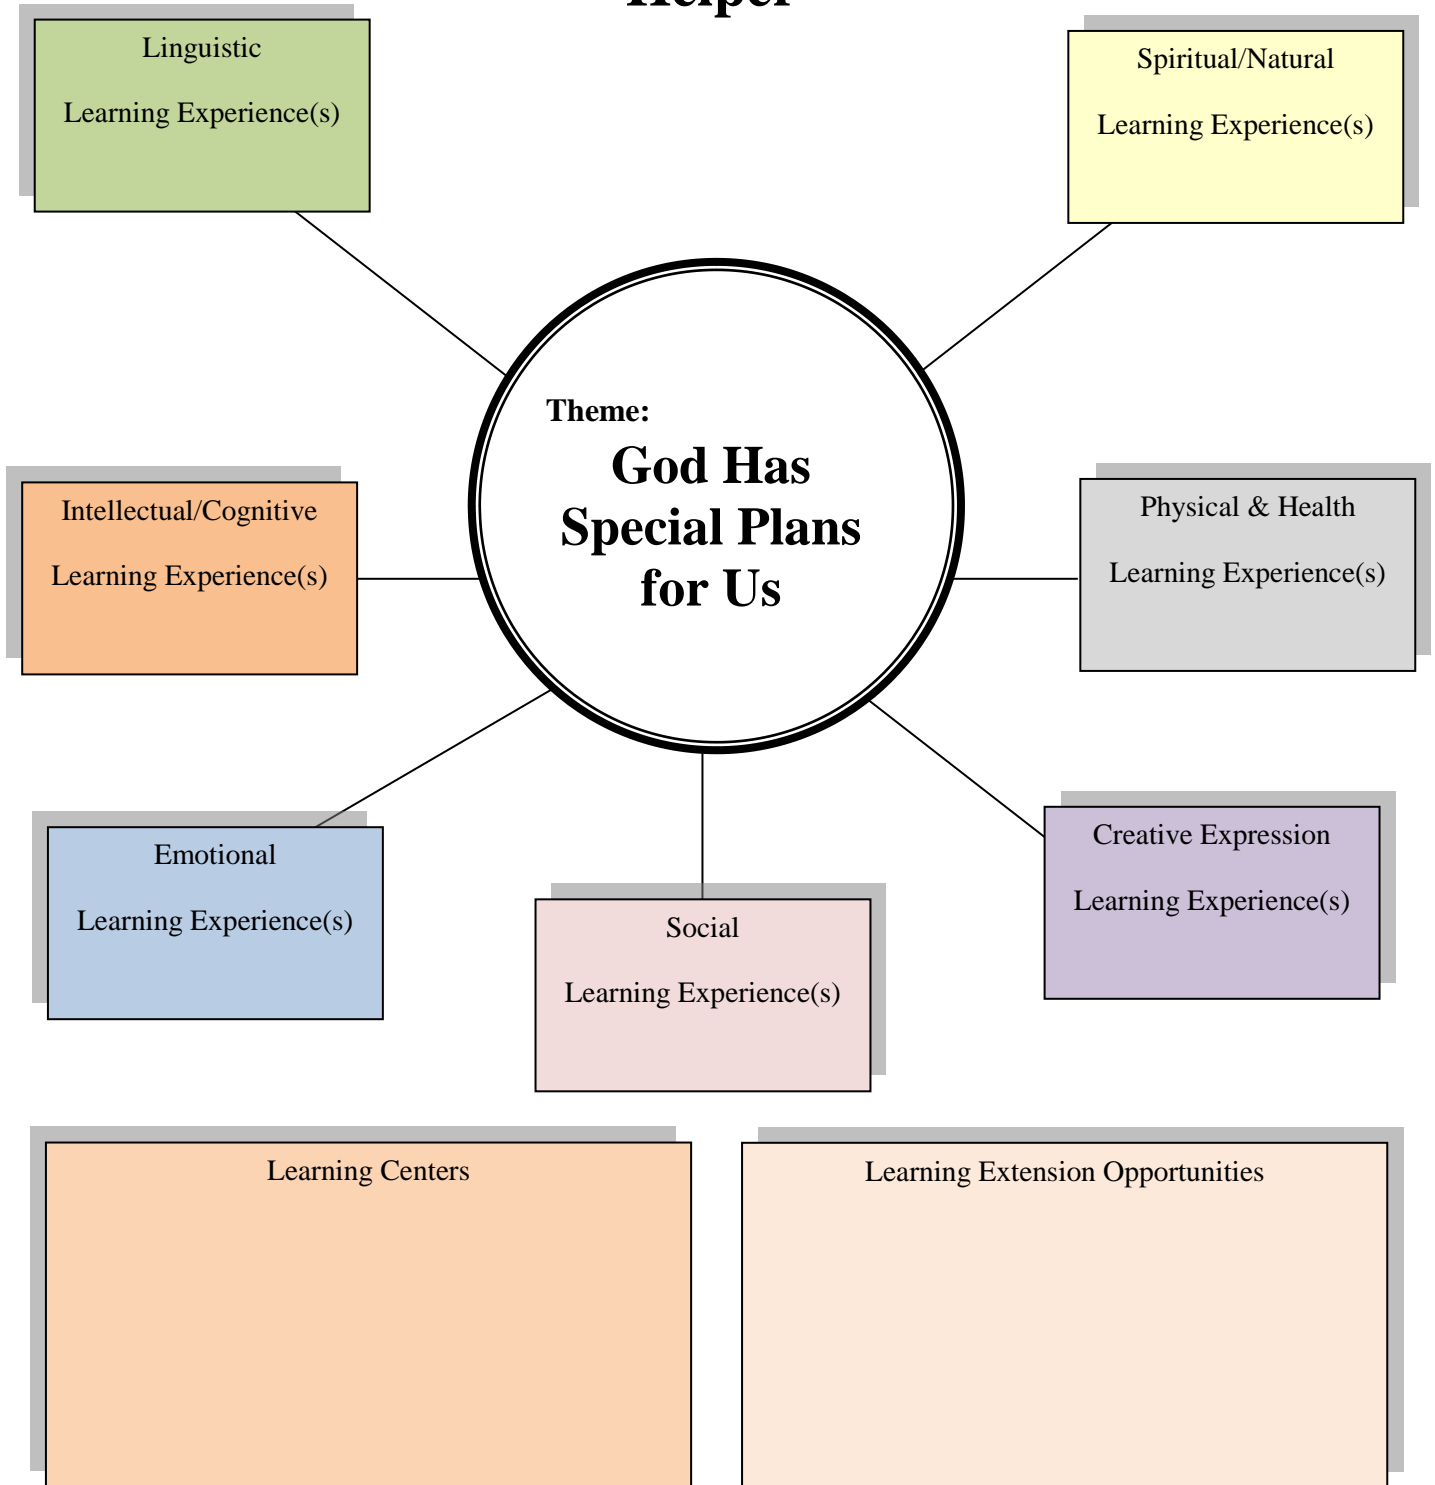 Helper
Linguistic
Learning Experience(s)
Spiritual/Natural
Learning Experience(s)
Theme:
God Has
Special Plans
for Us
Intellectual/Cognitive
Learning Experience(s)
Physical & Health
Learning Experience(s)
Emotional
Learning Experience(s)
Social
Learning Experience(s)
Creative Expression
Learning Experience(s)
Learning Centers
Learning Extension Opportunities